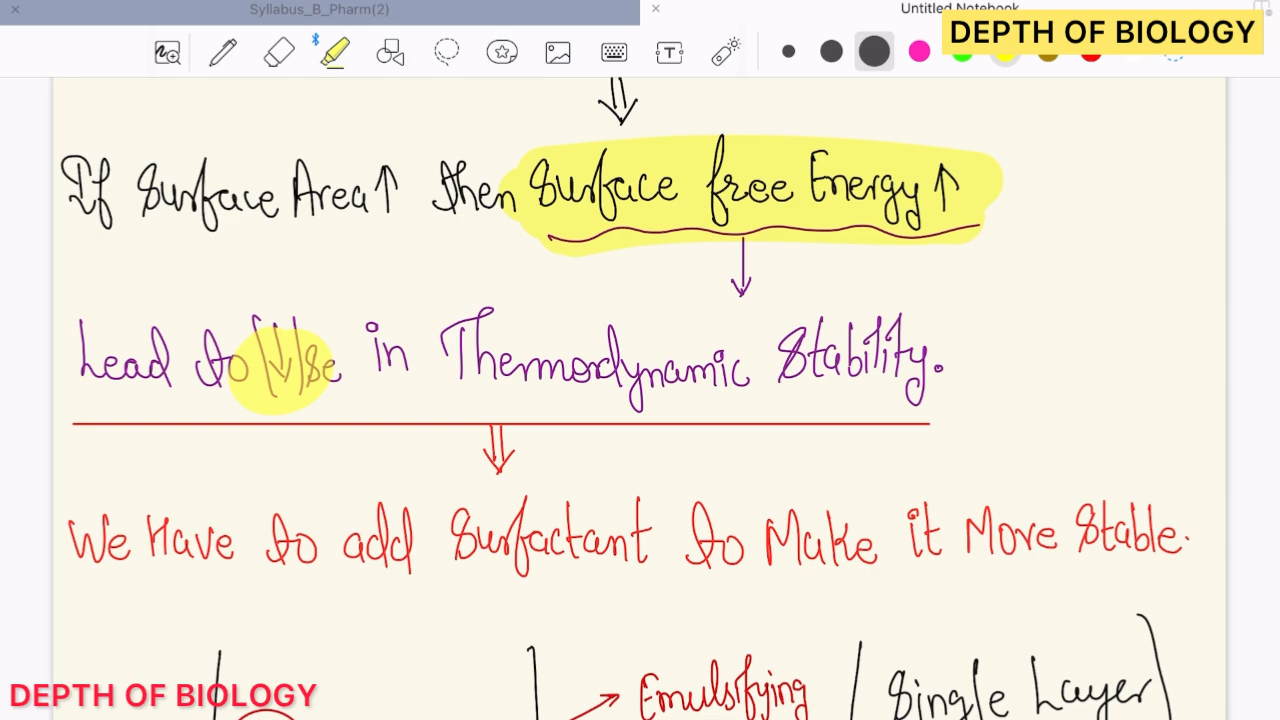 Syllabus_B_Pharm(2)
Untitled Notebook
DEPTH OF BIOLOGY
If Surface Area↑ then Surface free Energy↑
Lead to (↓)se in Thermodynamic Stability.
We Have to add Surfactant to Make it More Stable.
Emulsifying
(Single Layer)
DEPTH OF BIOLOGY